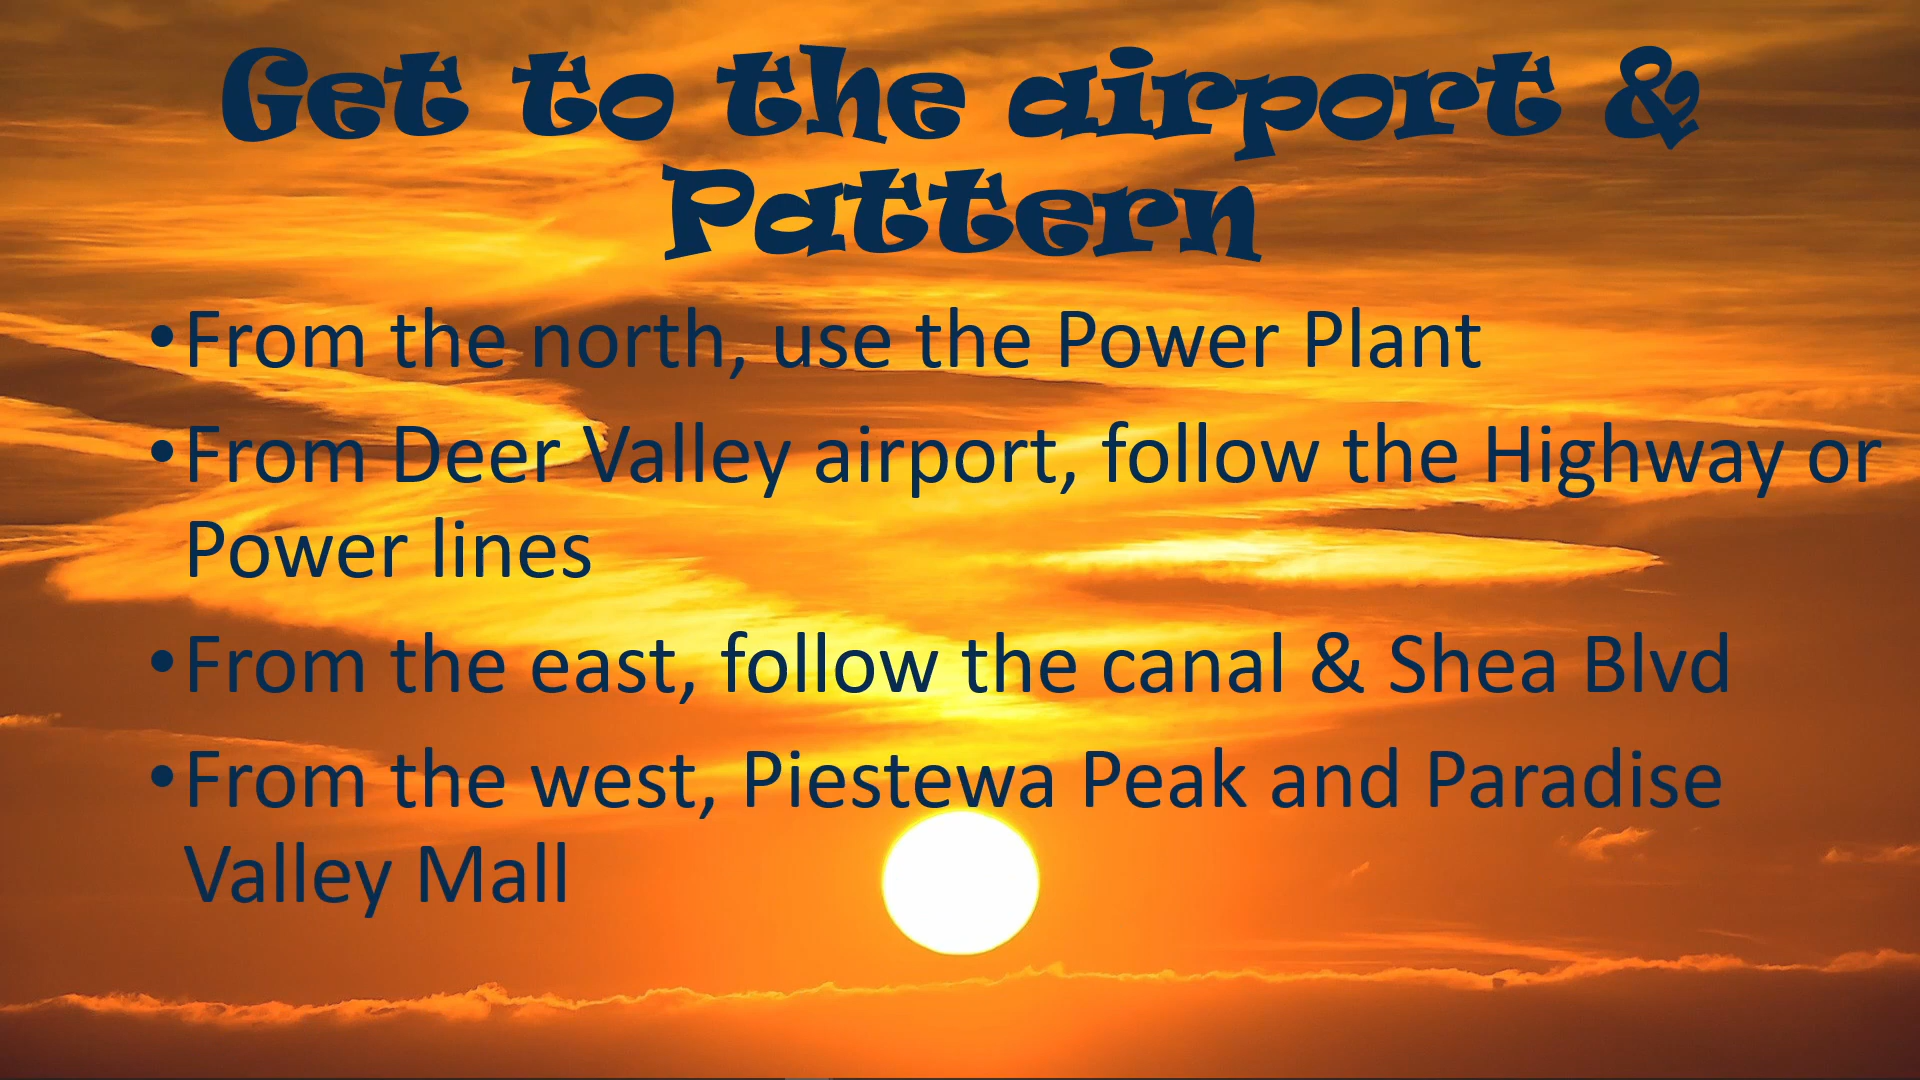 Get to the airport &
Pattern
•From the north, use the Power Plant
•From Deer Valley airport, follow the Highway or
Power lines
•From the east, follow the canal & Shea Blvd
•From the west, Piestewa Peak and Paradise
Valley Mall